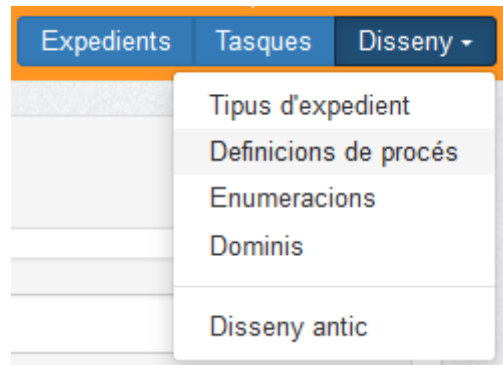 Expedients Tasques Disseny
Tipus d'expedient
Definicions de procés
Enumeracions
Dominis
Disseny antic